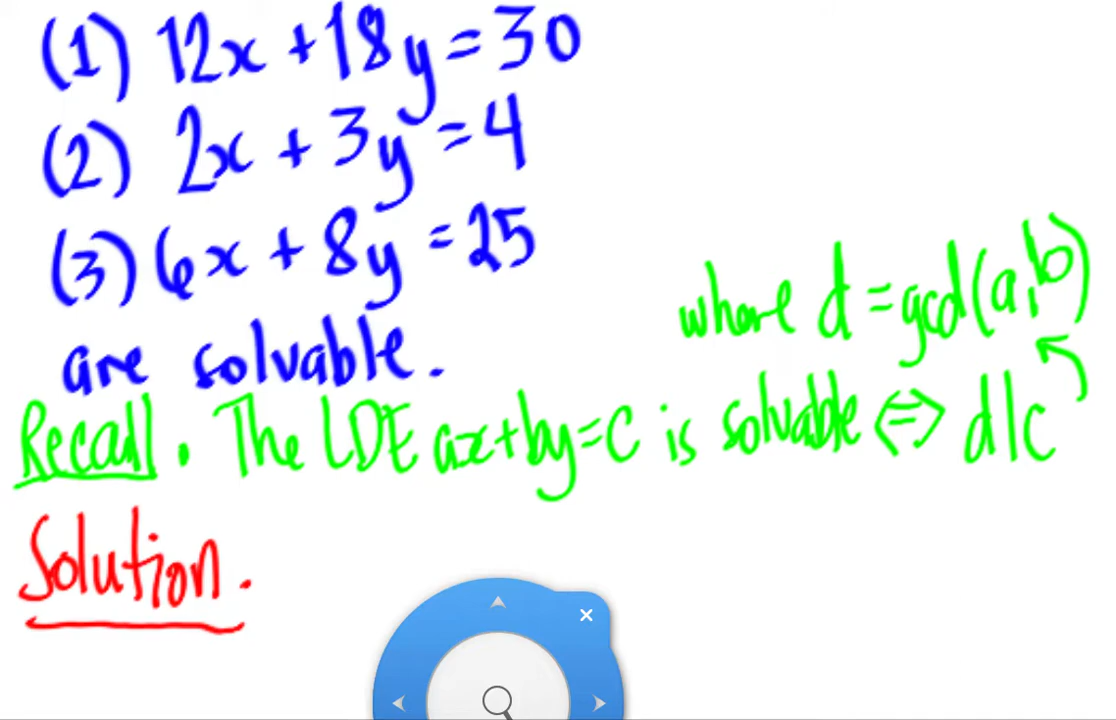 (1) 12x + 18y = 30
(2) 2x + 3y = 4
(3) 6x + 8y = 25
are solvable.
where d = gcd(a,b)
Recall. The LDE ax+by=c is solvable <=> d|c
Solution.